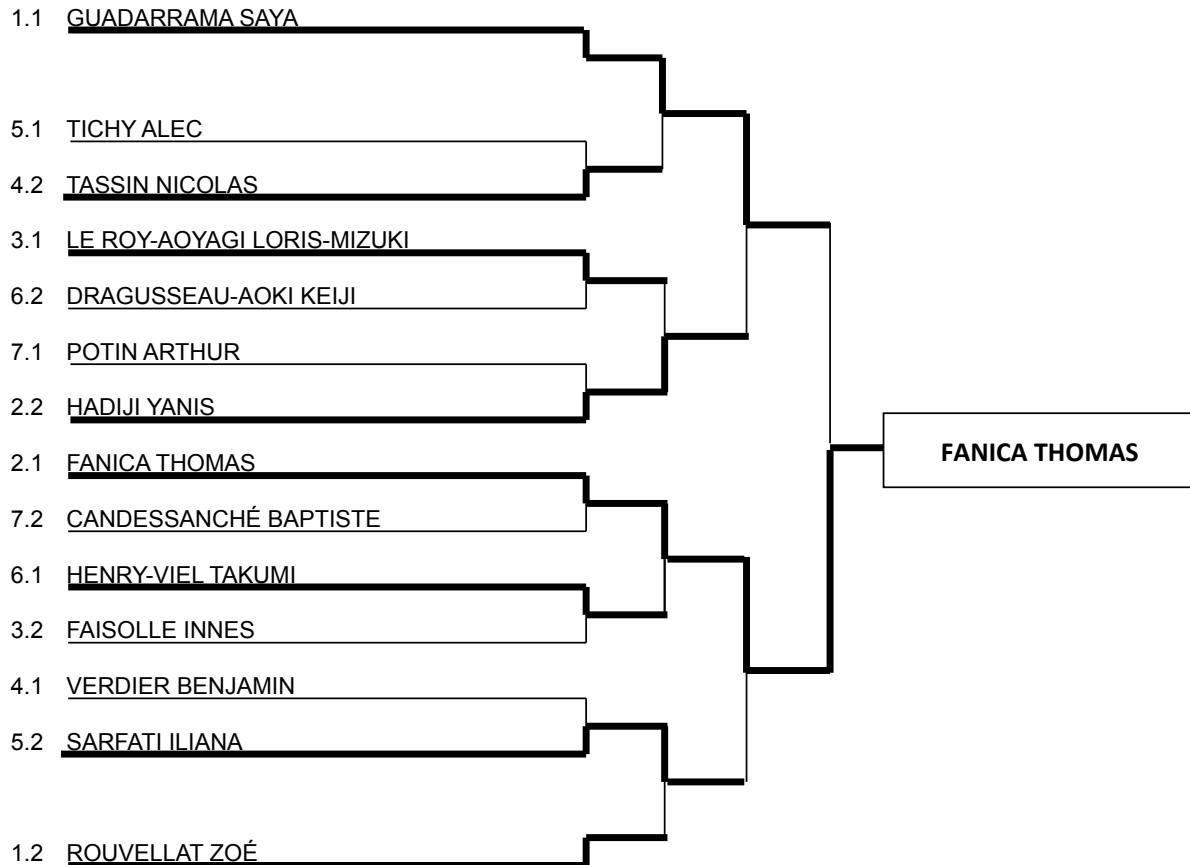 1.1 GUADARRAMA SAYA
5.1 TICHY ALEC
4.2 TASSIN NICOLAS
3.1 LE ROY-AOYAGI LORIS-MIZUKI
6.2 DRAGUSSEAU-AOKI KEIJI
7.1 POTIN ARTHUR
2.2 HADIJI YANIS
2.1 FANICA THOMAS
7.2 CANDESSANCHÉ BAPTISTE
6.1 HENRY-VIEL TAKUMI
3.2 FAISOLLE INNES
4.1 VERDIER BENJAMIN
5.2 SARFATI ILIANA
1.2 ROUVELLAT ZOÉ
FANICA THOMAS